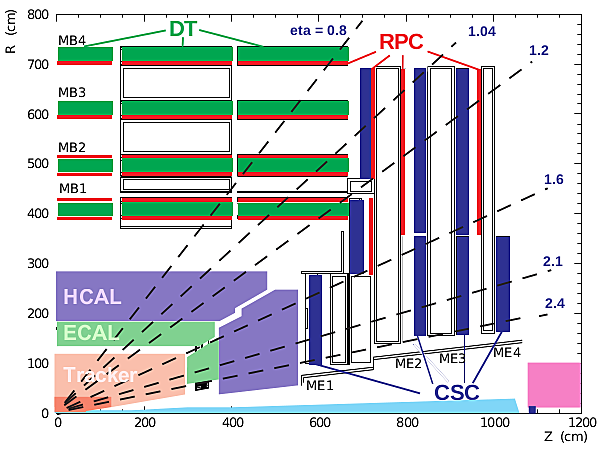 R (cm)
800
700
600
500
400
300
200
100
0
DT
eta = 0.8
RPC
1.04
1.2
MB4
MB3
MB2
MB1
1.6
2.1
2.4
HCAL
ECAL
Tracker
ME1
ME2
ME3
ME4
CSC
0
200
400
600
800
1000
1200
Z (cm)